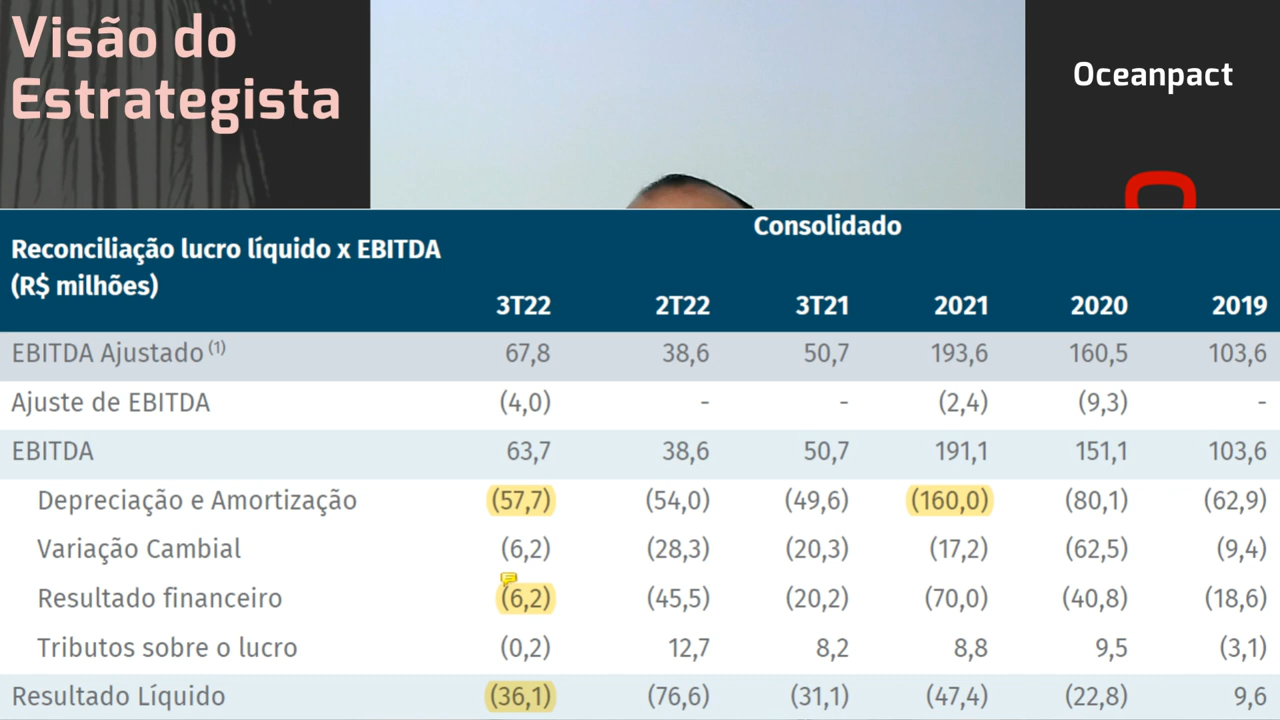 Visão do
Estrategista
Oceanpact
Consolidado
Reconciliação lucro líquido x EBITDA
(R$ milhões)
3T22 2T22 3T21 2021 2020 2019
EBITDA Ajustado (1) 67,8 38,6 50,7 193,6 160,5 103,6
Ajuste de EBITDA (4,0) - - (2,4) (9,3) -
EBITDA 63,7 38,6 50,7 191,1 151,1 103,6
Depreciação e Amortização (57,7) (54,0) (49,6) (160,0) (80,1) (62,9)
Variação Cambial (6,2) (28,3) (20,3) (17,2) (62,5) (9,4)
Resultado financeiro (6,2) (45,5) (20,2) (70,0) (40,8) (18,6)
Tributos sobre o lucro (0,2) 12,7 8,2 8,8 9,5 (3,1)
Resultado Líquido (36,1) (76,6) (31,1) (47,4) (22,8) 9,6